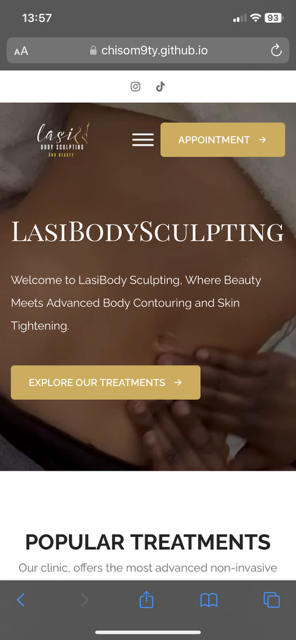 13:57
93
AA
chisom9ty.github.io
Lasi
BODY SCULPTING
Day Beauty
APPOINTMENT →
LASIBODYSCULPTING
Welcome to LasiBody Sculpting, Where Beauty
Meets Advanced Body Contouring and Skin
Tightening.
EXPLORE OUR TREATMENTS →
POPULAR TREATMENTS
Our clinic, offers the most advanced non-invasive